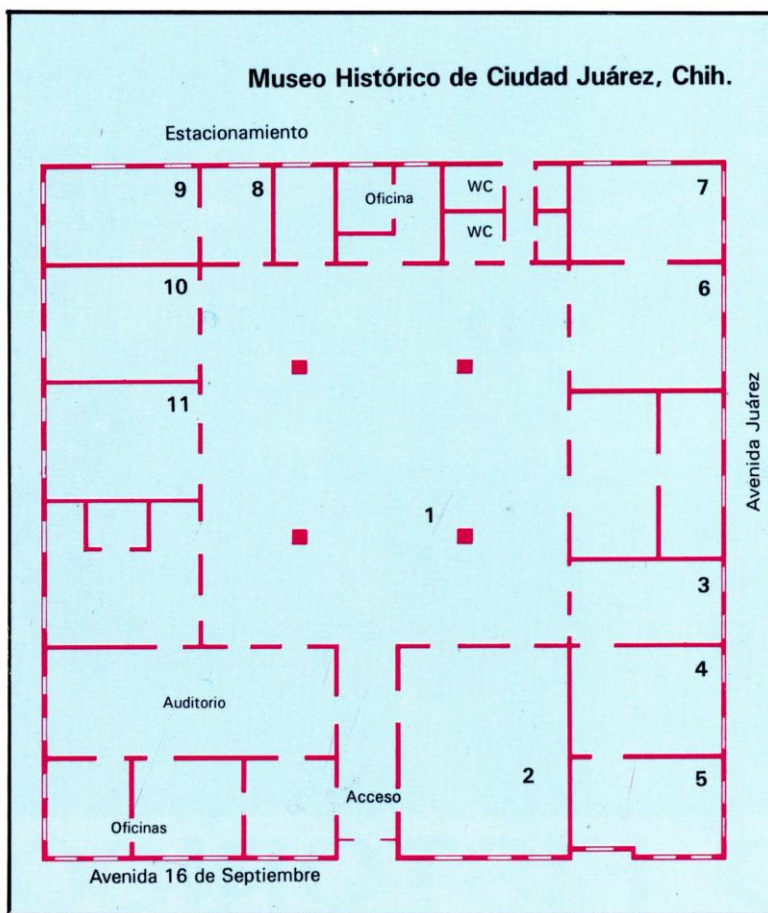 Museo Histórico de Ciudad Juárez, Chih.
Estacionamiento
9
8
Oficina
WC
WC
7
10
6
11
Avenida Juárez
1
3
4
Auditorio
2
5
Acceso
Oficinas
Avenida 16 de Septiembre